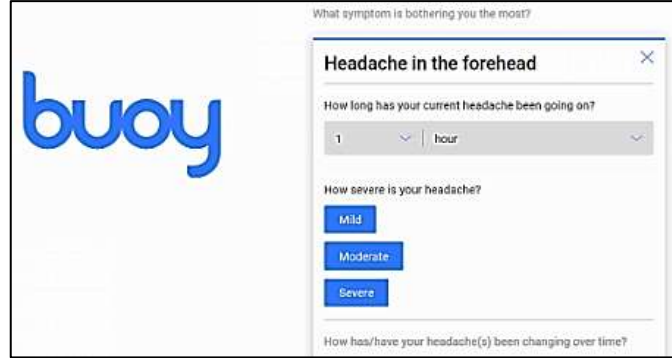 buoy
What symptom is bothering you the most?
Headache in the forehead
How long has your current headache been going on?
1 hour
How severe is your headache?
Mild
Moderate
Severe
How has/have your headache(s) been changing over time?